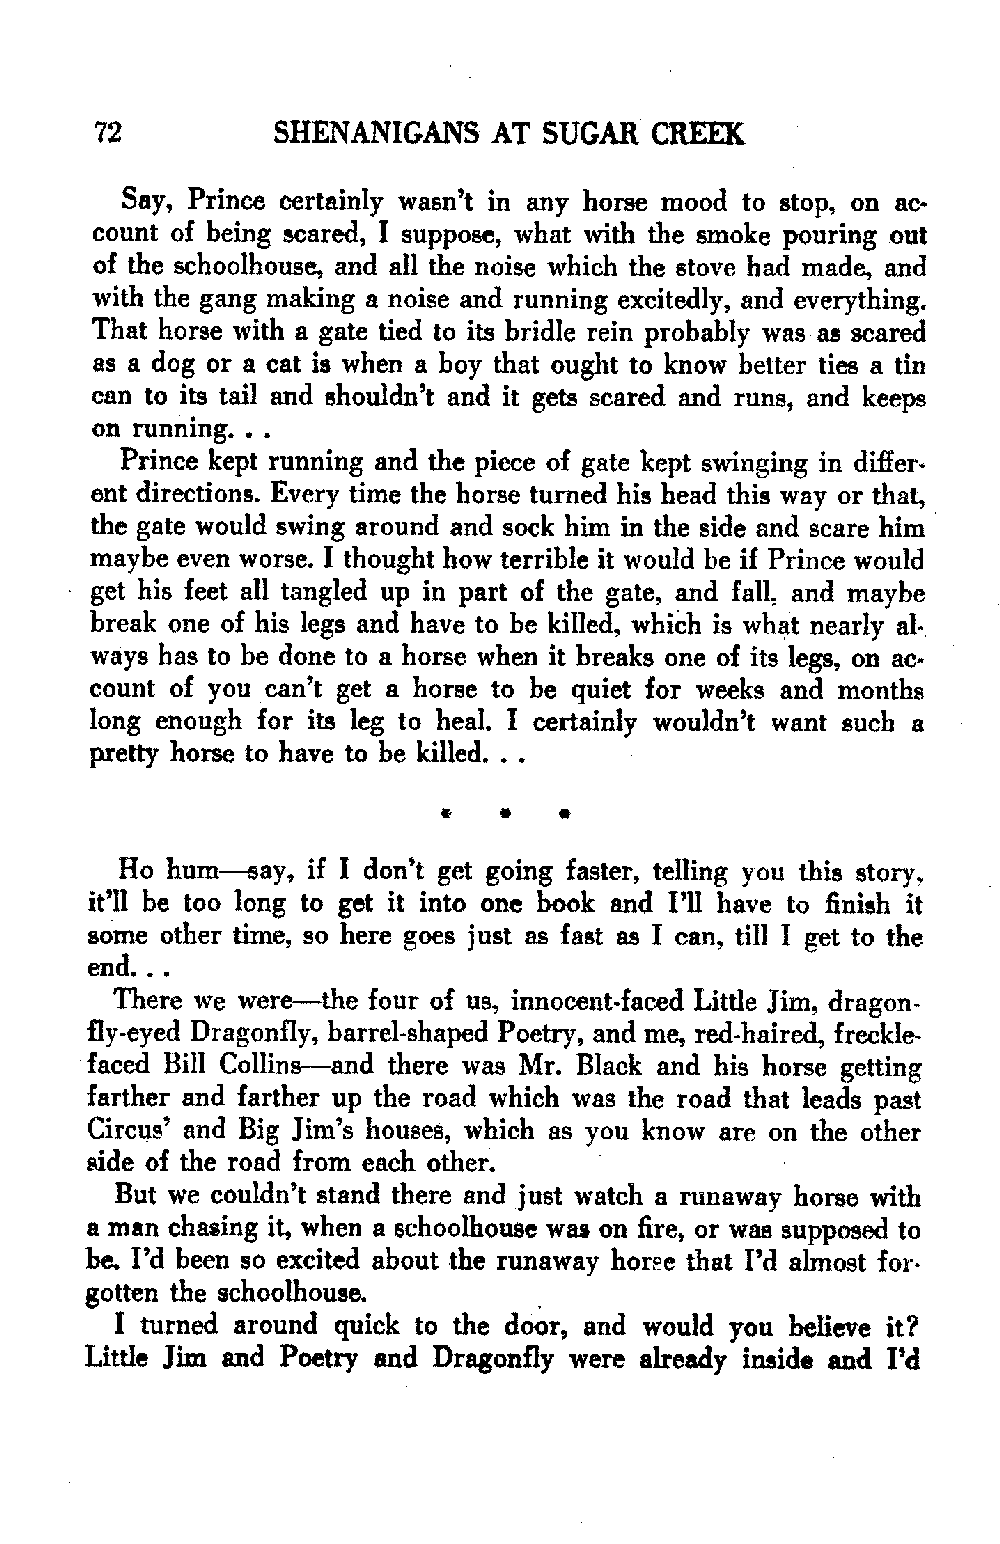 72 SHENANIGANS AT SUGAR CREEK
Say, Prince certainly wasn't in any horse mood to stop, on ac-
count of being scared, I suppose, what with the smoke pouring out
of the schoolhouse, and all the noise which the stove had made, and
with the gang making a noise and running excitedly, and everything.
That horse with a gate tied to its bridle rein probably was as scared
as a dog or a cat is when a boy that ought to know better ties a tin
can to its tail and shouldn't and it gets scared and runs, and keeps
on running. . .
Prince kept running and the piece of gate kept swinging in differ-
ent directions. Every time the horse turned his head this way or that,
the gate would swing around and sock him in the side and scare him
maybe even worse. I thought how terrible it would be if Prince would
get his feet all tangled up in part of the gate, and fall, and maybe
break one of his legs and have to be killed, which is what nearly al-
ways has to be done to a horse when it breaks one of its legs, on ac-
count of you can't get a horse to be quiet for weeks and months
long enough for its leg to heal. I certainly wouldn't want such a
pretty horse to have to be killed. . .
* * *
Ho hum—say, if I don't get going faster, telling you this story,
it'll be too long to get it into one book and I'll have to finish it
some other time, so here goes just as fast as I can, till I get to the
end. . .
There we were—the four of us, innocent-faced Little Jim, dragon-
fly-eyed Dragonfly, barrel-shaped Poetry, and me, red-haired, freckle-
faced Bill Collins—and there was Mr. Black and his horse getting
farther and farther up the road which was the road that leads past
Circus' and Big Jim's houses, which as you know are on the other
side of the road from each other.
But we couldn't stand there and just watch a runaway horse with
a man chasing it, when a schoolhouse was on fire, or was supposed to
be. I'd been so excited about the runaway horse that I'd almost for-
gotten the schoolhouse.
I turned around quick to the door, and would you believe it?
Little Jim and Poetry and Dragonfly were already inside and I'd